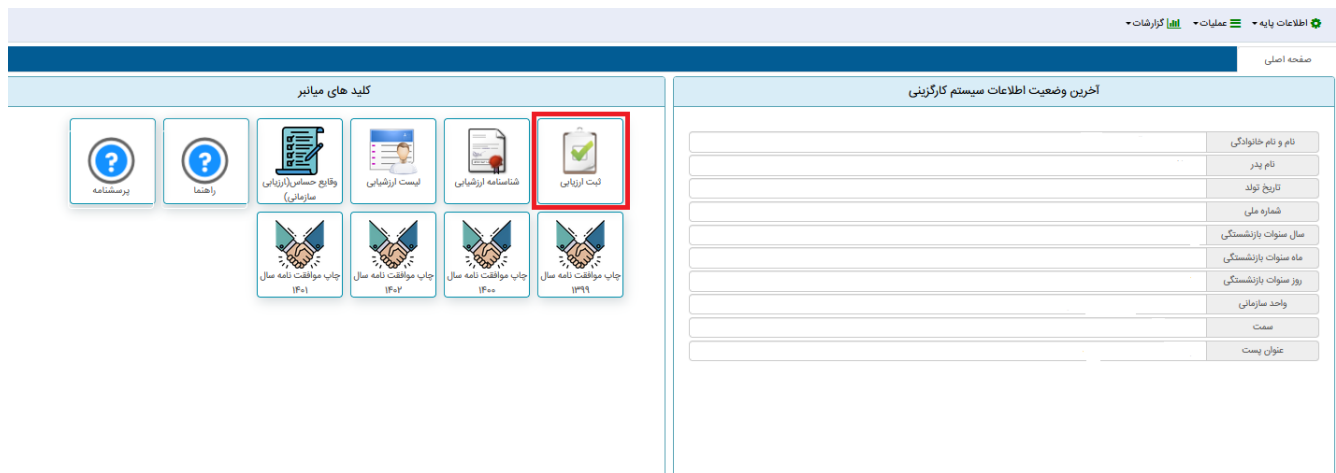 اطلاعات پایه
عملیات
گزارشات
صفحه اصلی
آخرین وضعیت اطلاعات سیستم کارگزینی
نام و نام خانوادگی
نام پدر
تاریخ تولد
شماره ملی
سال سنوات بازنشستگی
ماه سنوات بازنشستگی
روز سنوات بازنشستگی
واحد سازمانی
سمت
عنوان پست
کلید های میانبر
ثبت ارزیابی
شناسنامه ارزشیابی
لیست ارزشیابی
وقایع حساس(ارزیابی
سازمانی)
راهنما
پرسشنامه
چاپ موافقت نامه سال
۱۳۹۹
چاپ موافقت نامه سال
۱۴۰۰
چاپ موافقت نامه سال
۱۴۰۲
چاپ موافقت نامه سال
۱۴۰۱